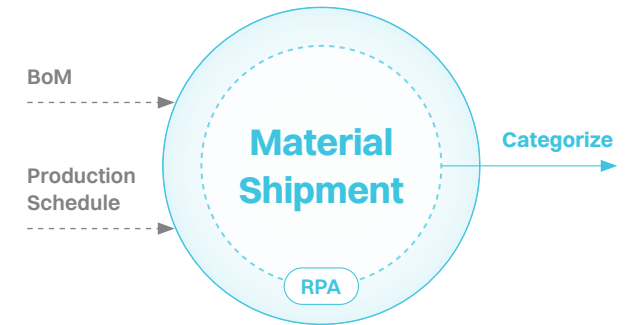 BoM
Production
Schedule
Material
Shipment
RPA
Categorize